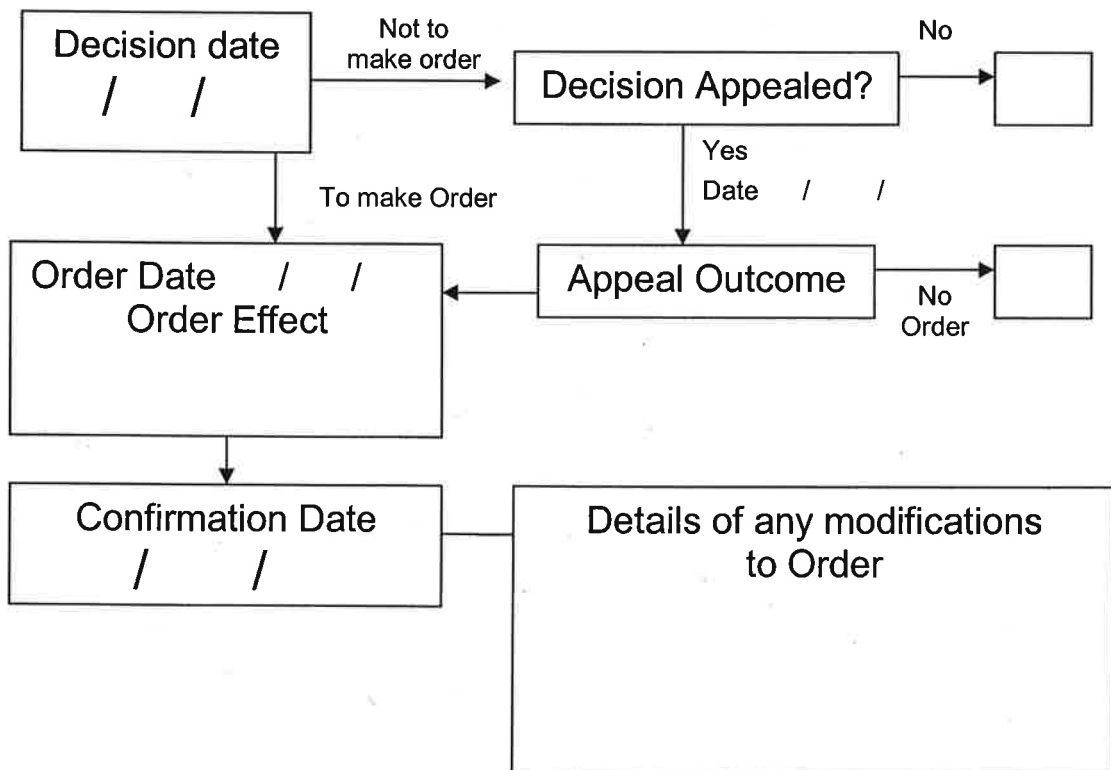 Decision date
/ /
Not to
make order
Decision Appealed?
No
Yes
Date / /
To make Order
Order Date / /
Order Effect
Appeal Outcome
No
Order
Confirmation Date
/ /
Details of any modifications
to Order